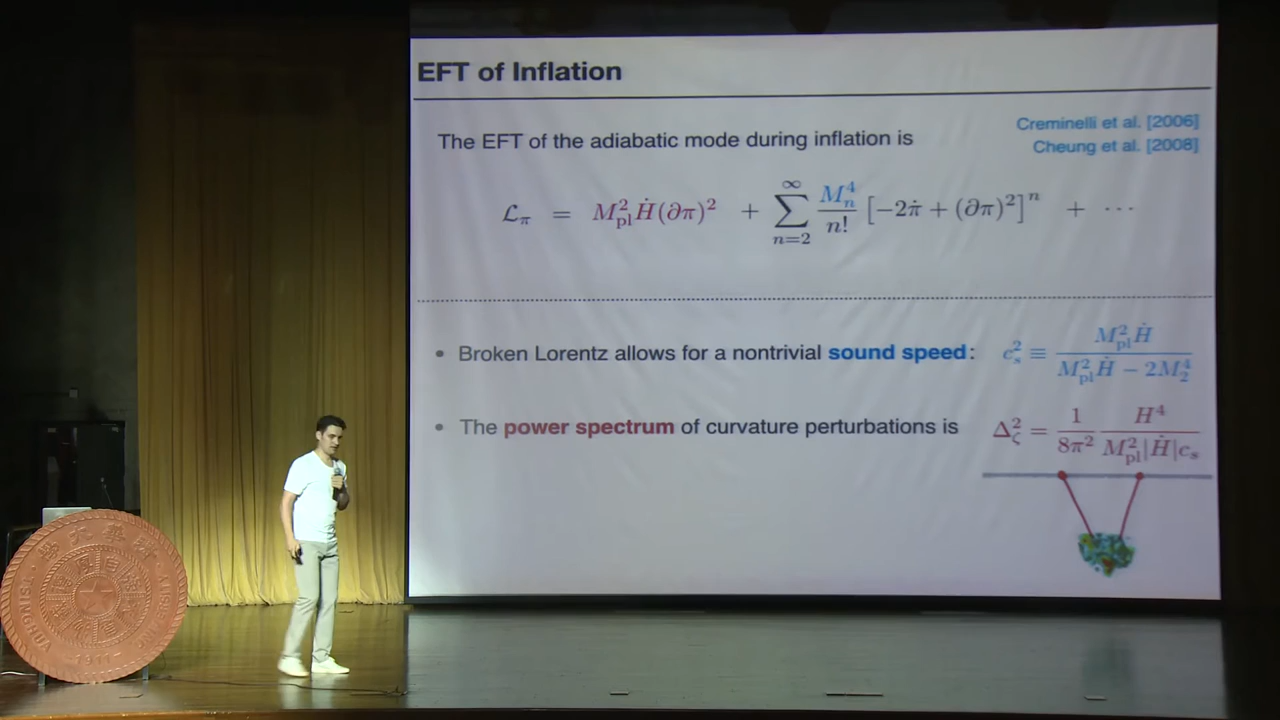 EFT of Inflation
The EFT of the adiabatic mode during inflation is
Creminelli et al. [2006]
Cheung et al. [2008]
ℒ_π = M_pl^2 Ḣ(∂π)^2 + ∑_{n=2}^{∞} M_n^4/n! [−2π̇ + (∂π)^2]^n + ⋯
• Broken Lorentz allows for a nontrivial sound speed: c_s^2 ≡ M_pl^2 Ḣ / (M_pl^2 Ḣ − 2M_2^4)
• The power spectrum of curvature perturbations is Δ_ζ^2 = 1/8π^2 H^4/(M_pl^2|Ḣ|c_s)
TSINGHUA
1911